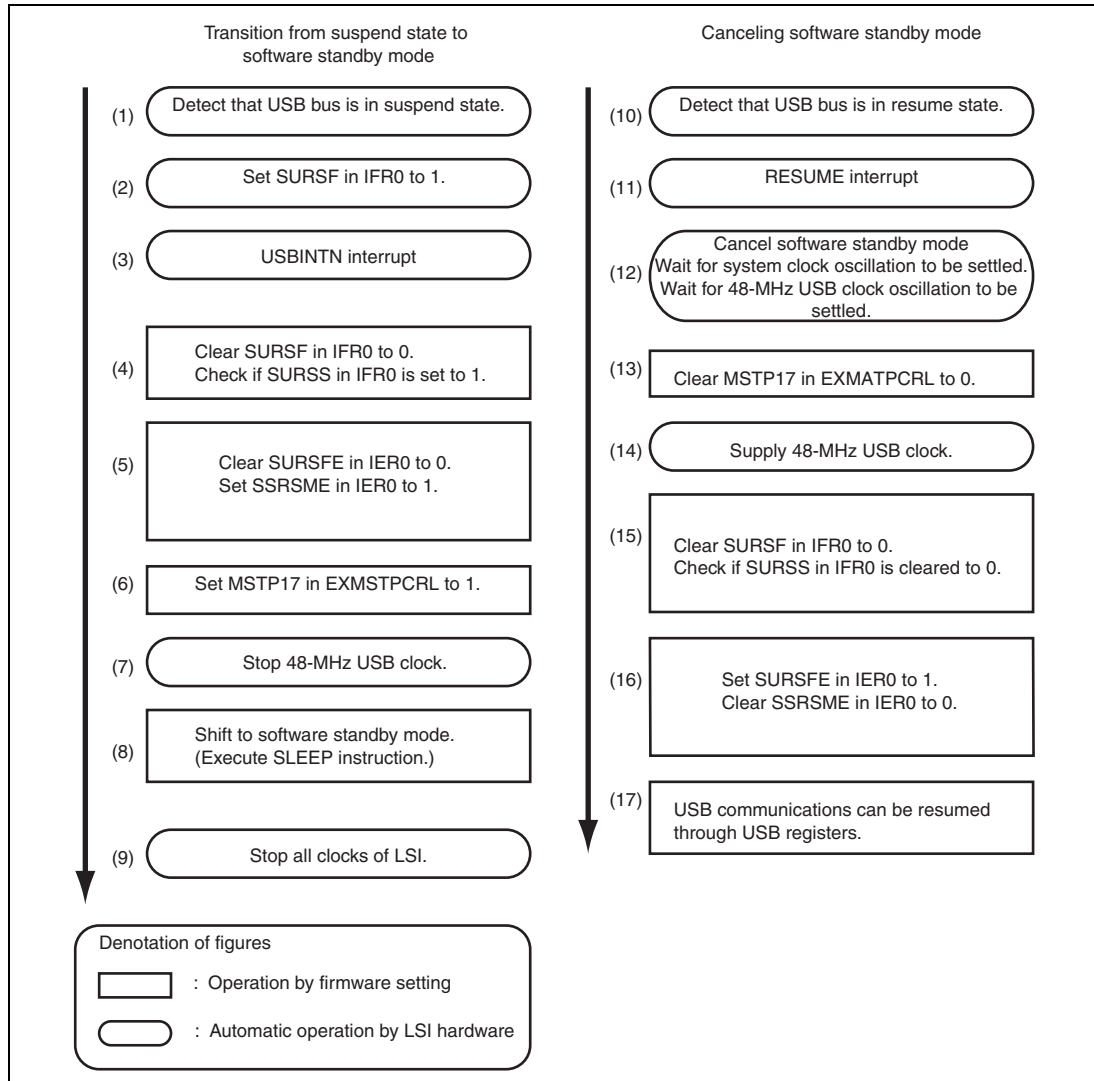 Transition from suspend state to
software standby mode
(1)
Detect that USB bus is in suspend state.
(2)
Set SURSF in IFR0 to 1.
(3)
USBINTN interrupt
(4)
Clear SURSF in IFR0 to 0.
Check if SURSS in IFR0 is set to 1.
(5)
Clear SURSFE in IER0 to 0.
Set SSRSME in IER0 to 1.
(6)
Set MSTP17 in EXMSTPCRL to 1.
(7)
Stop 48-MHz USB clock.
(8)
Shift to software standby mode.
(Execute SLEEP instruction.)
(9)
Stop all clocks of LSI.
Canceling software standby mode
(10)
Detect that USB bus is in resume state.
(11)
RESUME interrupt
(12)
Cancel software standby mode
Wait for system clock oscillation to be settled.
Wait for 48-MHz USB clock oscillation to be
settled.
(13)
Clear MSTP17 in EXMATPCRL to 0.
(14)
Supply 48-MHz USB clock.
(15)
Clear SURSF in IFR0 to 0.
Check if SURSS in IFR0 is cleared to 0.
(16)
Set SURSFE in IER0 to 1.
Clear SSRSME in IER0 to 0.
(17)
USB communications can be resumed
through USB registers.
Denotation of figures
: Operation by firmware setting
: Automatic operation by LSI hardware